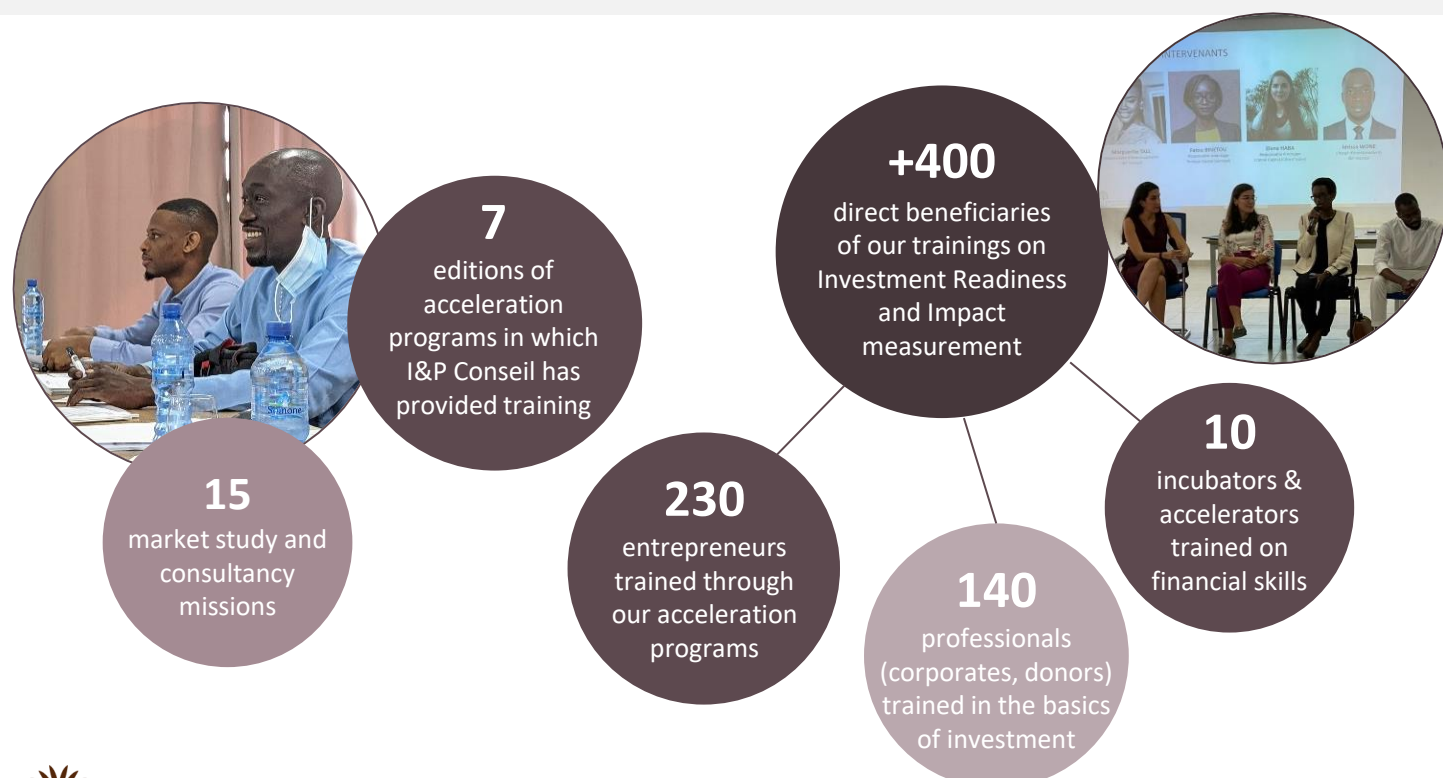 7
editions of
acceleration
programs in which
I&P Conseil has
provided training
15
market study and
consultancy
missions
+400
direct beneficiaries
of our trainings on
Investment Readiness
and Impact
measurement
230
entrepreneurs
trained through
our acceleration
programs
140
professionals
(corporates, donors)
trained in the basics
of investment
10
incubators &
accelerators
trained on
financial skills
INTERVENANTS